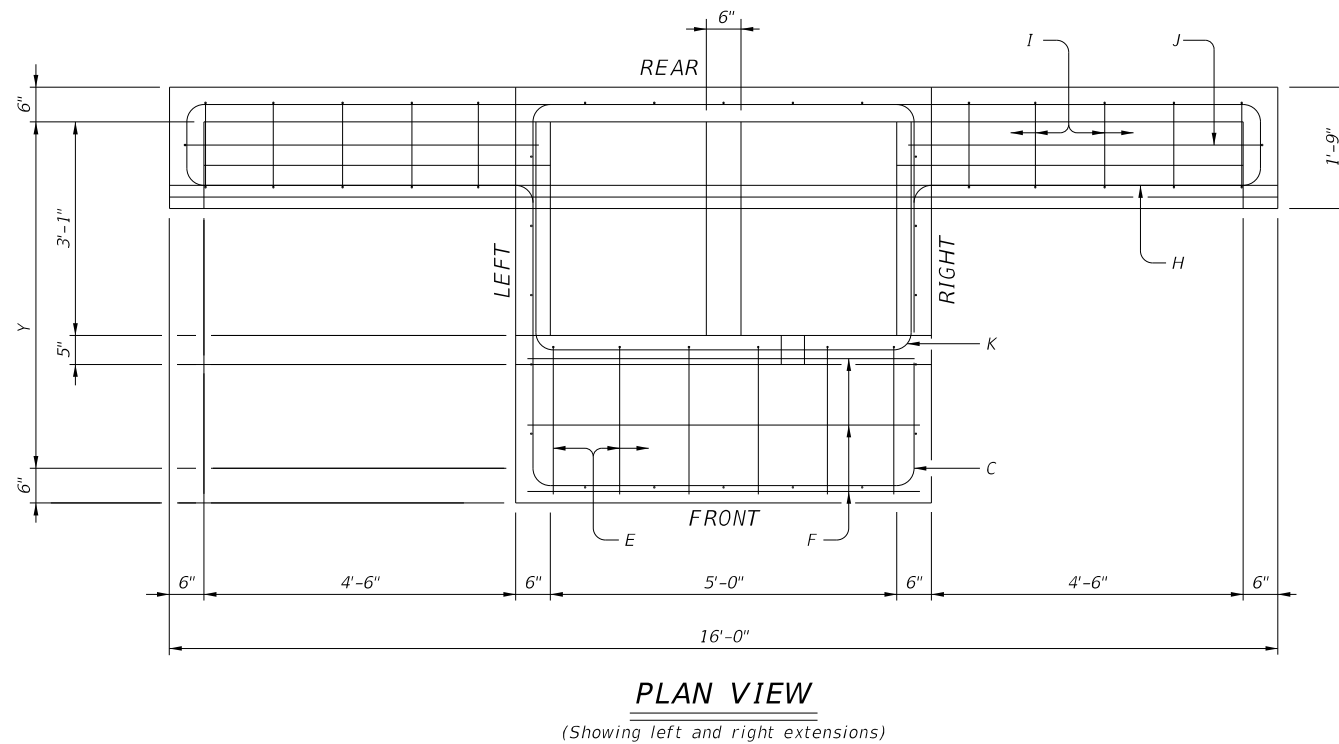 6"
REAR
I
J
6"
3'-1"
1'-9"
LEFT
RIGHT
H
Y
5"
K
C
6"
FRONT
E
F
6"
4'-6"
6"
5'-0"
6"
4'-6"
6"
16'-0"
PLAN VIEW
(Showing left and right extensions)